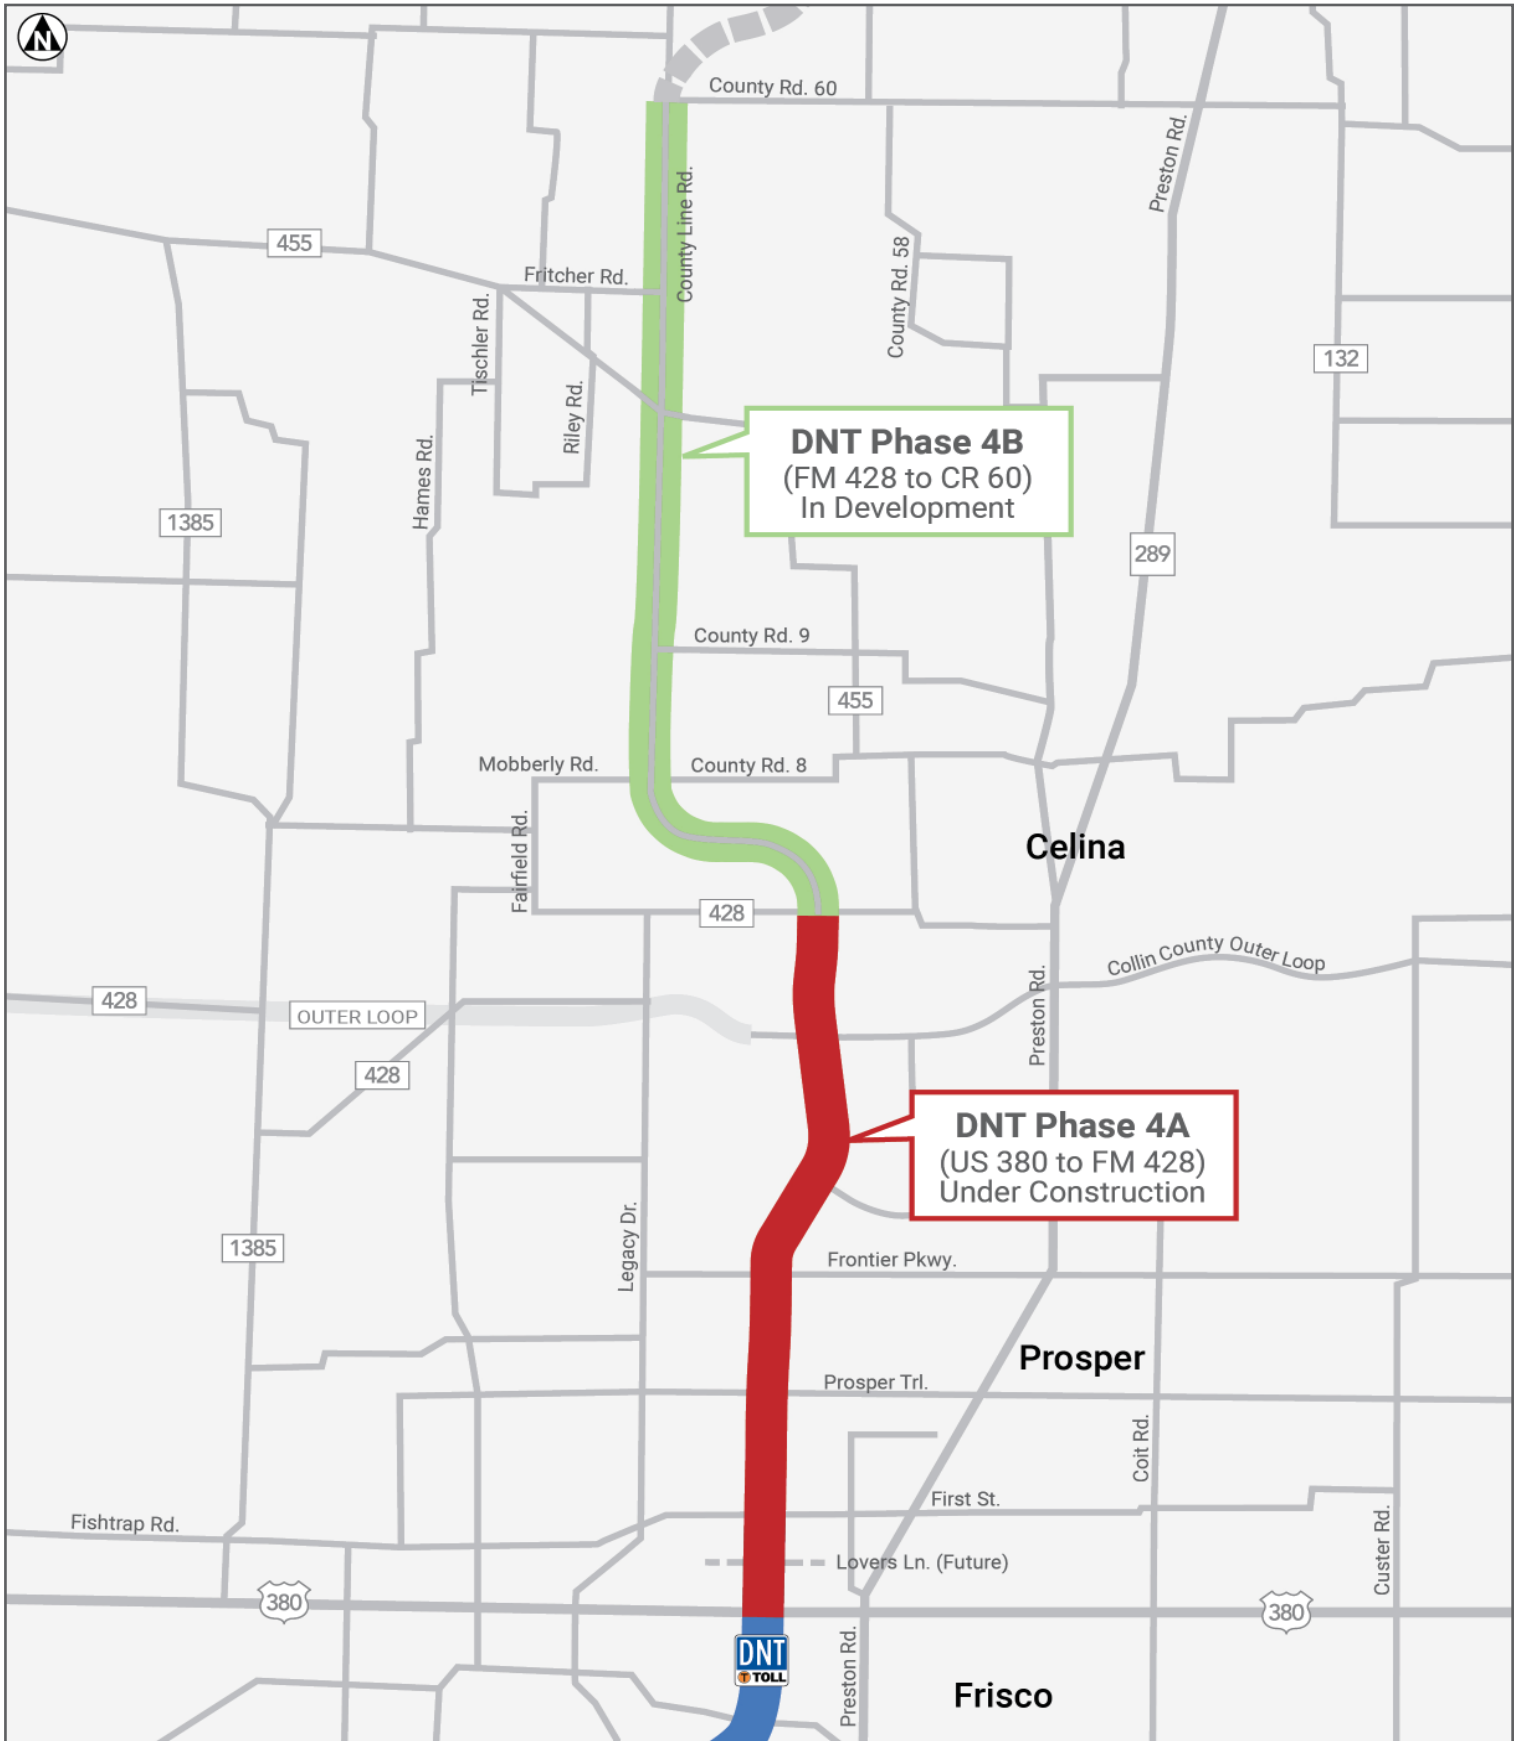 N
County Rd. 60
Preston Rd.
County Line Rd.
455
County Rd. 58
Fritcher Rd.
Tischler Rd.
132
Riley Rd.
DNT Phase 4B
(FM 428 to CR 60)
In Development
Hames Rd.
1385
289
County Rd. 9
455
Mobberly Rd.
County Rd. 8
Fairfield Rd.
Celina
428
Collin County Outer Loop
Preston Rd.
428
OUTER LOOP
428
DNT Phase 4A
(US 380 to FM 428)
Under Construction
Legacy Dr.
1385
Frontier Pkwy.
Prosper
Prosper Trl.
Coit Rd.
First St.
Fishtrap Rd.
Custer Rd.
Lovers Ln. (Future)
380
380
DNT
T TOLL
Preston Rd.
Frisco